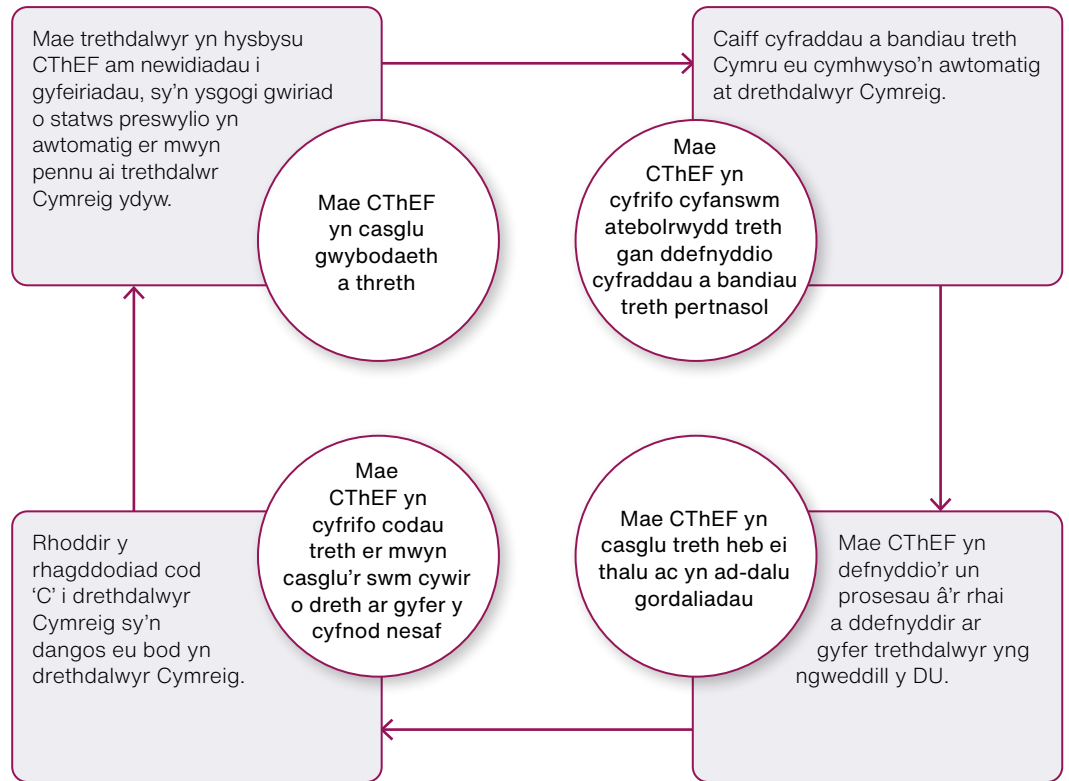 Mae trethdalwyr yn hysbysu
CThEF am newidiadau i
gyfeiriadau, sy'n ysgogi gwiriad
o statws preswylio yn
awtomatig er mwyn
pennu ai trethdalwr
Cymreig ydyw.
Mae CThEF
yn casglu
gwybodaeth
a threth
Caiff cyfraddau a bandiau treth
Cymru eu cymhwyso'n awtomatig
at drethdalwyr Cymreig.
Mae
CThEF yn
cyfrifo cyfanswm
atebolrwydd treth
gan ddefnyddio
cyfraddau a bandiau
treth pertnasol
Mae CThEF yn
defnyddio'r un
prosesau â'r rhai
a ddefnyddir ar
gyfer trethdalwyr yng
ngweddill y DU.
Mae CThEF yn
casglu treth heb ei
thalu ac yn ad-dalu
gordaliadau
Mae
CThEF yn
cyfrifo codau
treth er mwyn
casglu'r swm cywir
o dreth ar gyfer y
cyfnod nesaf
Rhoddir y
rhagddodiad cod
‘C’ i drethdalwyr
Cymreig sy'n
dangos eu bod yn
drethdalwyr Cymreig.